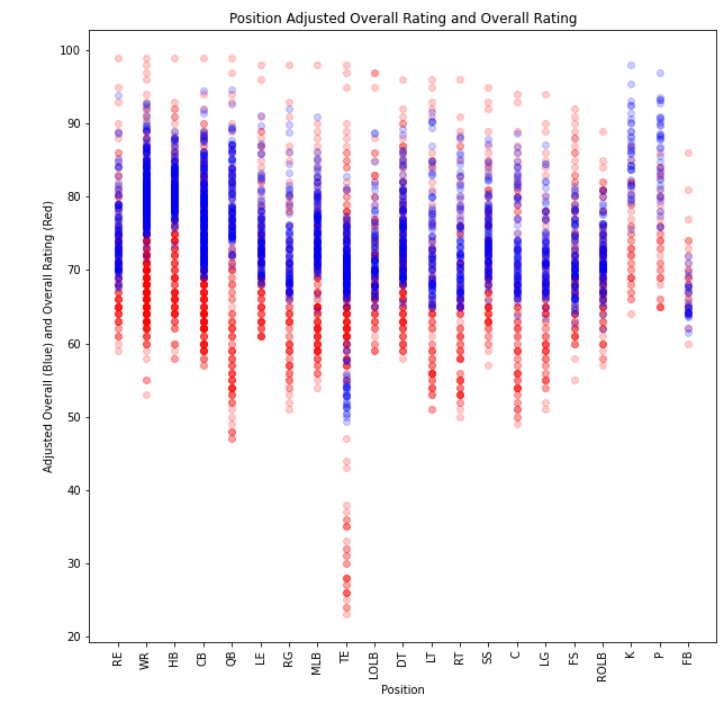 Position Adjusted Overall Rating and Overall Rating
Adjusted Overall (Blue) and Overall Rating (Red)
100
90
80
70
60
50
40
30
20
RE
WR
HB
CB
QB
LE
RG
MLB
TE
LOLB
DT
LT
RT
SS
C
LG
FS
ROLB
K
P
FB
Position